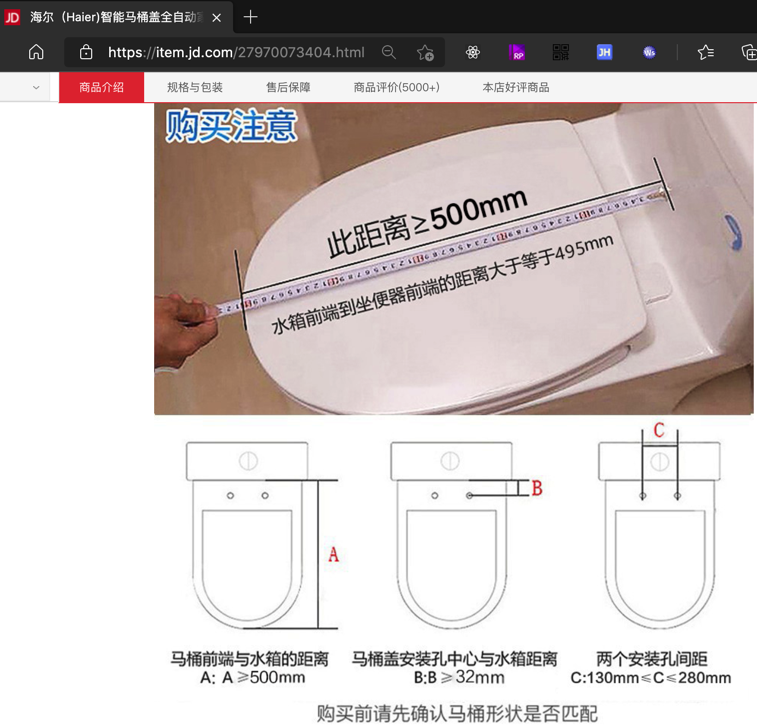 JD 海尔（Haier)智能马桶盖全自动
https://item.jd.com/27970073404.html
RP
JH
Ws
商品介绍 规格与包装 售后保障 商品评价(5000+) 本店好评商品
购买注意
此距离≥500mm
水箱前端到坐便器前端的距离大于等于495mm
C
B
A
马桶前端与水箱的距离 马桶盖安装孔中心与水箱距离 两个安装孔间距
A: A ≥500mm B:B ≥32mm C:130mm≤C≤280mm
购买前请先确认马桶形状是否匹配